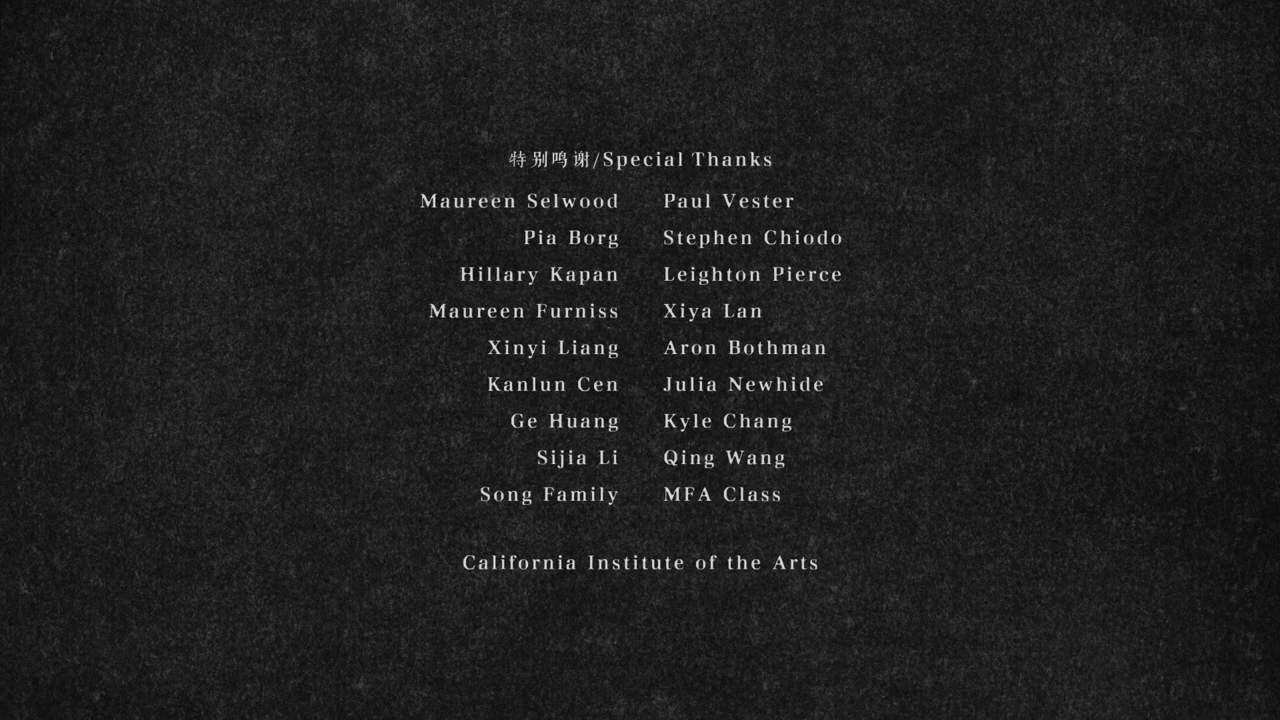 特别鸣谢/Special Thanks
Maureen Selwood Paul Vester
Pia Borg Stephen Chiodo
Hillary Kapan Leighton Pierce
Maureen Furniss Xiya Lan
Xinyi Liang Aron Bothman
Kanlun Cen Julia Newhide
Ge Huang Kyle Chang
Sijia Li Qing Wang
Song Family MFA Class
California Institute of the Arts